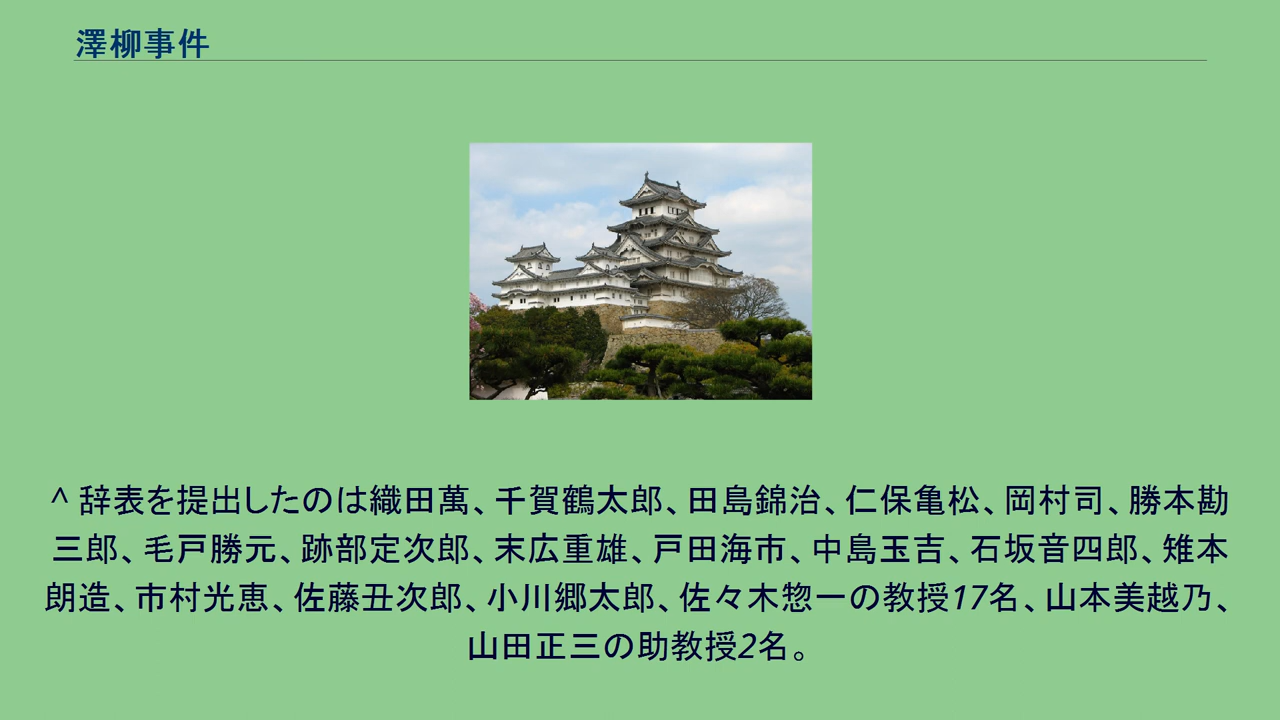 澤柳事件
^ 辞表を提出したのは織田萬、千賀鶴太郎、田島錦治、仁保亀松、岡村司、勝本勘
三郎、毛戸勝元、跡部定次郎、末広重雄、戸田海市、中島玉吉、石坂音四郎、雉本
朗造、市村光恵、佐藤丑次郎、小川郷太郎、佐々木惣一の教授17名、山本美越乃、
山田正三の助教授2名。